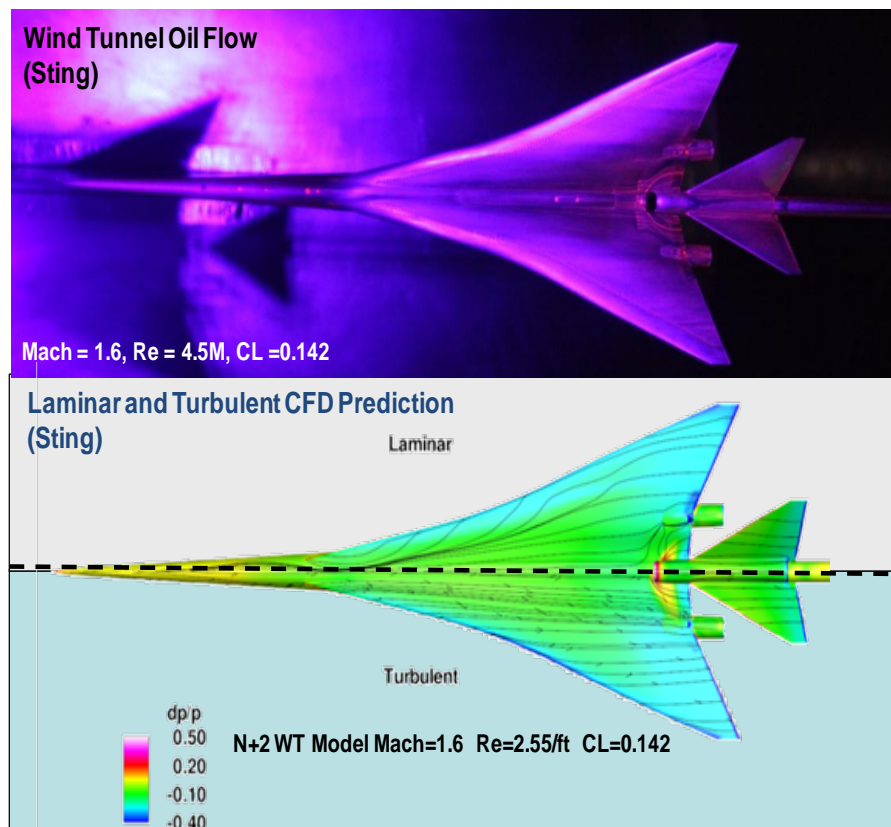 Wind Tunnel Oil Flow
(Sting)
Mach = 1.6, Re = 4.5M, CL =0.142
Laminar and Turbulent CFD Prediction
(Sting)
Laminar
Turbulent
dp/p
0.50
0.20
-0.10
-0.40
N+2 WT Model Mach=1.6 Re=2.55/ft CL=0.142